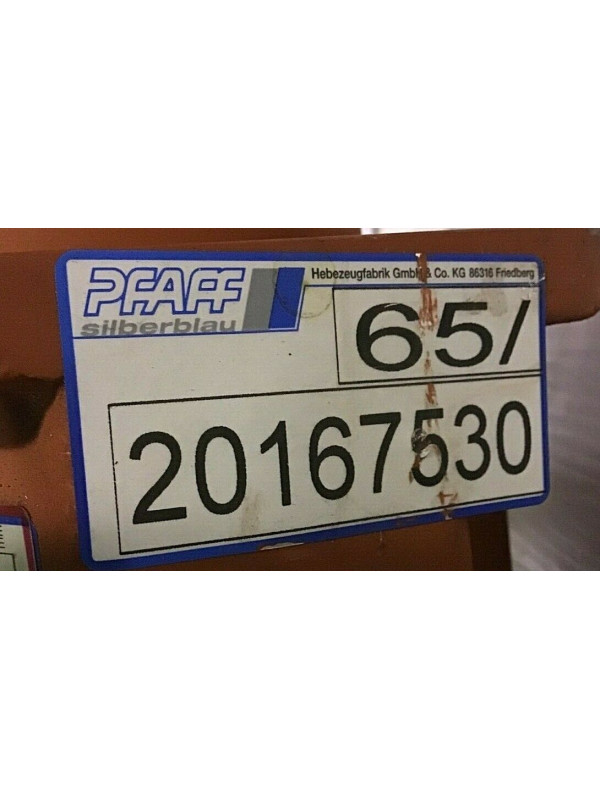 PFAFF
silberblau
Hebezeugfabrik GmbH & Co. KG 86316 Friedberg
65/
20167530